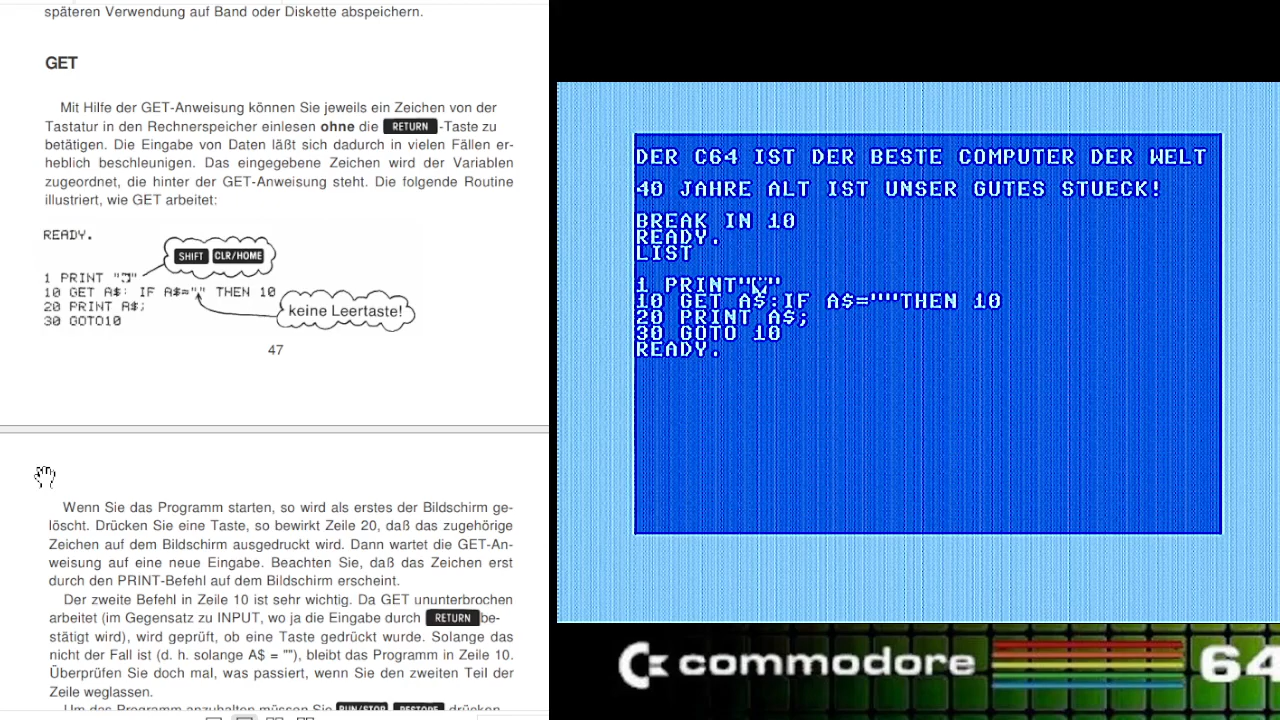 späteren Verwendung auf Band oder Diskette abspeichern.
GET
Mit Hilfe der GET-Anweisung können Sie jeweils ein Zeichen von der
Tastatur in den Rechnerspeicher einlesen ohne die RETURN -Taste zu
betätigen. Die Eingabe von Daten läßt sich dadurch in vielen Fällen er-
heblich beschleunigen. Das eingegebene Zeichen wird der Variablen
zugeordnet, die hinter der GET-Anweisung steht. Die folgende Routine
illustriert, wie GET arbeitet:
READY.
SHIFT CLR/HOME
1 PRINT "♥"
10 GET A$: IF A$="" THEN 10
20 PRINT A$;
30 GOTO10
keine Leertaste!
47
Wenn Sie das Programm starten, so wird als erstes der Bildschirm ge-
löscht. Drücken Sie eine Taste, so bewirkt Zeile 20, daß das zugehörige
Zeichen auf dem Bildschirm ausgedruckt wird. Dann wartet die GET-An-
weisung auf eine neue Eingabe. Beachten Sie, daß das Zeichen erst
durch den PRINT-Befehl auf dem Bildschirm erscheint.
Der zweite Befehl in Zeile 10 ist sehr wichtig. Da GET ununterbrochen
arbeitet (im Gegensatz zu INPUT, wo ja die Eingabe durch RETURN be-
stätigt wird), wird geprüft, ob eine Taste gedrückt wurde. Solange das
nicht der Fall ist (d. h. solange A$ = ""), bleibt das Programm in Zeile 10.
Überprüfen Sie doch mal, was passiert, wenn Sie den zweiten Teil der
Zeile weglassen.
Um das Programm anzuhalten müssen Sie RUN/STOP RESTORE drücken.
DER C64 IST DER BESTE COMPUTER DER WELT
40 JAHRE ALT IST UNSER GUTES STUECK!
BREAK IN 10
READY.
LIST
1 PRINT"♥"
10 GET A$:IF A$=""THEN 10
20 PRINT A$;
30 GOTO 10
READY.
commodore 64